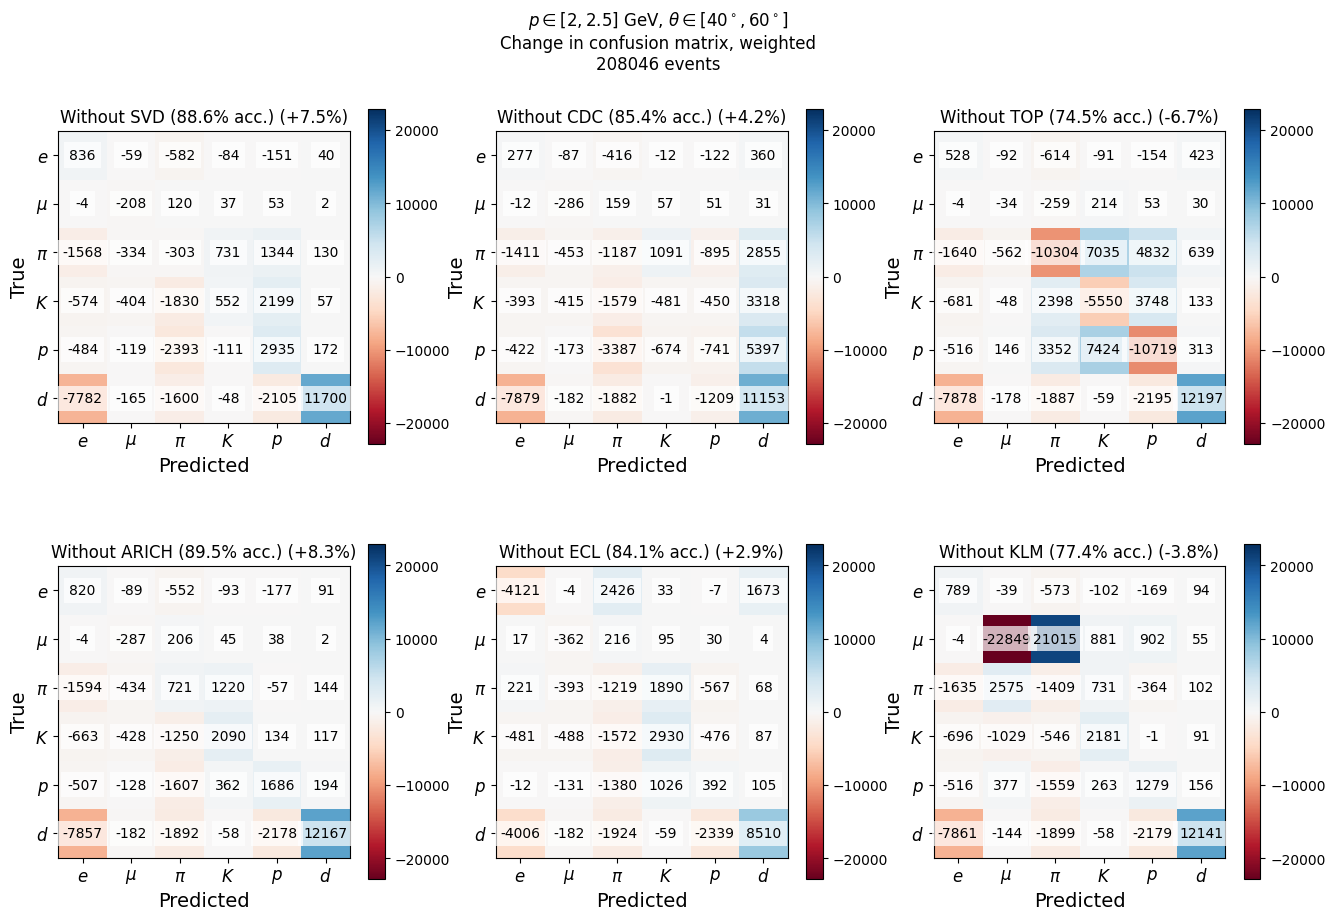 p ∈ [2, 2.5] GeV, θ ∈ [40°, 60°]
Change in confusion matrix, weighted
208046 events
Without SVD (88.6% acc.) (+7.5%)
True
e 836 -59 -582 -84 -151 40
μ -4 -208 120 37 53 2
π -1568 -334 -303 731 1344 130
K -574 -404 -1830 552 2199 57
p -484 -119 -2393 -111 2935 172
d -7782 -165 -1600 -48 -2105 11700
e μ π K p d
Predicted
20000
10000
0
−10000
−20000
Without CDC (85.4% acc.) (+4.2%)
True
e 277 -87 -416 -12 -122 360
μ -12 -286 159 57 51 31
π -1411 -453 -1187 1091 -895 2855
K -393 -415 -1579 -481 -450 3318
p -422 -173 -3387 -674 -741 5397
d -7879 -182 -1882 -1 -1209 11153
e μ π K p d
Predicted
20000
10000
0
−10000
−20000
Without TOP (74.5% acc.) (-6.7%)
True
e 528 -92 -614 -91 -154 423
μ -4 -34 -259 214 53 30
π -1640 -562 -10304 7035 4832 639
K -681 -48 2398 -5550 3748 133
p -516 146 3352 7424 -10719 313
d -7878 -178 -1887 -59 -2195 12197
e μ π K p d
Predicted
20000
10000
0
−10000
−20000
Without ARICH (89.5% acc.) (+8.3%)
True
e 820 -89 -552 -93 -177 91
μ -4 -287 206 45 38 2
π -1594 -434 721 1220 -57 144
K -663 -428 -1250 2090 134 117
p -507 -128 -1607 362 1686 194
d -7857 -182 -1892 -58 -2178 12167
e μ π K p d
Predicted
20000
10000
0
−10000
−20000
Without ECL (84.1% acc.) (+2.9%)
True
e -4121 -4 2426 33 -7 1673
μ 17 -362 216 95 30 4
π 221 -393 -1219 1890 -567 68
K -481 -488 -1572 2930 -476 87
p -12 -131 -1380 1026 392 105
d -4006 -182 -1924 -59 -2339 8510
e μ π K p d
Predicted
20000
10000
0
−10000
−20000
Without KLM (77.4% acc.) (-3.8%)
True
e 789 -39 -573 -102 -169 94
μ -4 -22849 21015 881 902 55
π -1635 2575 -1409 731 -364 102
K -696 -1029 -546 2181 -1 91
p -516 377 -1559 263 1279 156
d -7861 -144 -1899 -58 -2179 12141
e μ π K p d
Predicted
20000
10000
0
−10000
−20000